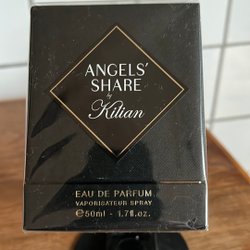 ANGELS'
SHARE
by
Kilian
EAU DE PARFUM
VAPORISATEUR SPRAY
℮50ml - 1.7fl.oz.